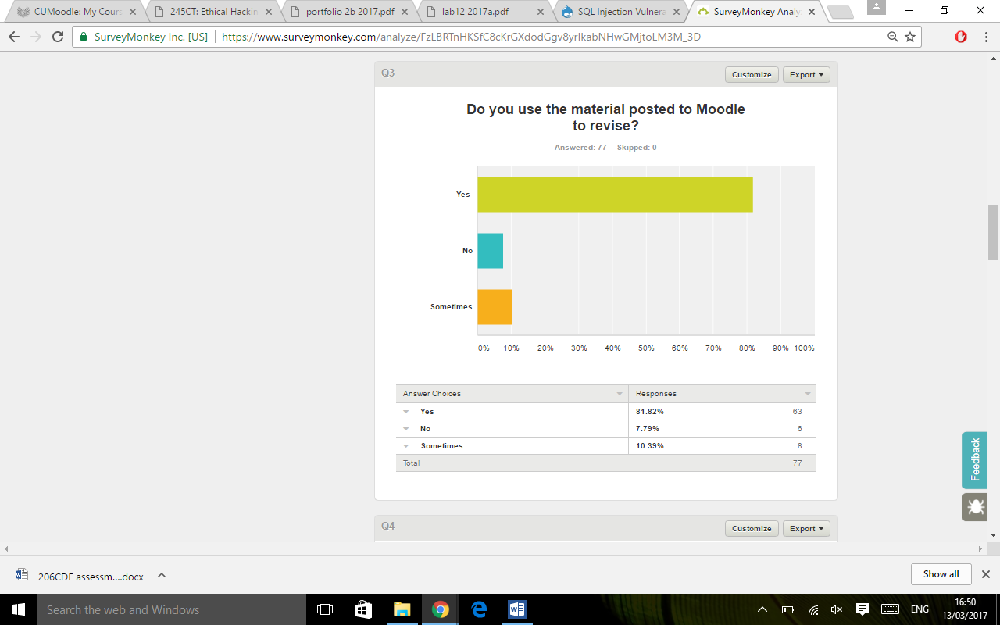 CUMoodle: My Cours
245CT: Ethical Hackin
portfolio 2b 2017.pdf
lab12 2017a.pdf
SQL Injection Vulnera
SurveyMonkey Analy
SurveyMonkey Inc. [US]
https://www.surveymonkey.com/analyze/FzLBRTnHKSfC8cKrGXdodGgv8yrIkabNHwGMjtoLM3M_3D
Q3
Customize
Export
Do you use the material posted to Moodle
to revise?
Answered: 77 Skipped: 0
Yes
No
Sometimes
0% 10% 20% 30% 40% 50% 60% 70% 80% 90% 100%
Answer Choices Responses
Yes 81.82% 63
No 7.79% 6
Sometimes 10.39% 8
Total 77
Feedback
Q4
Customize
Export
206CDE assessm....docx
Show all
Search the web and Windows
ENG
16:50
13/03/2017